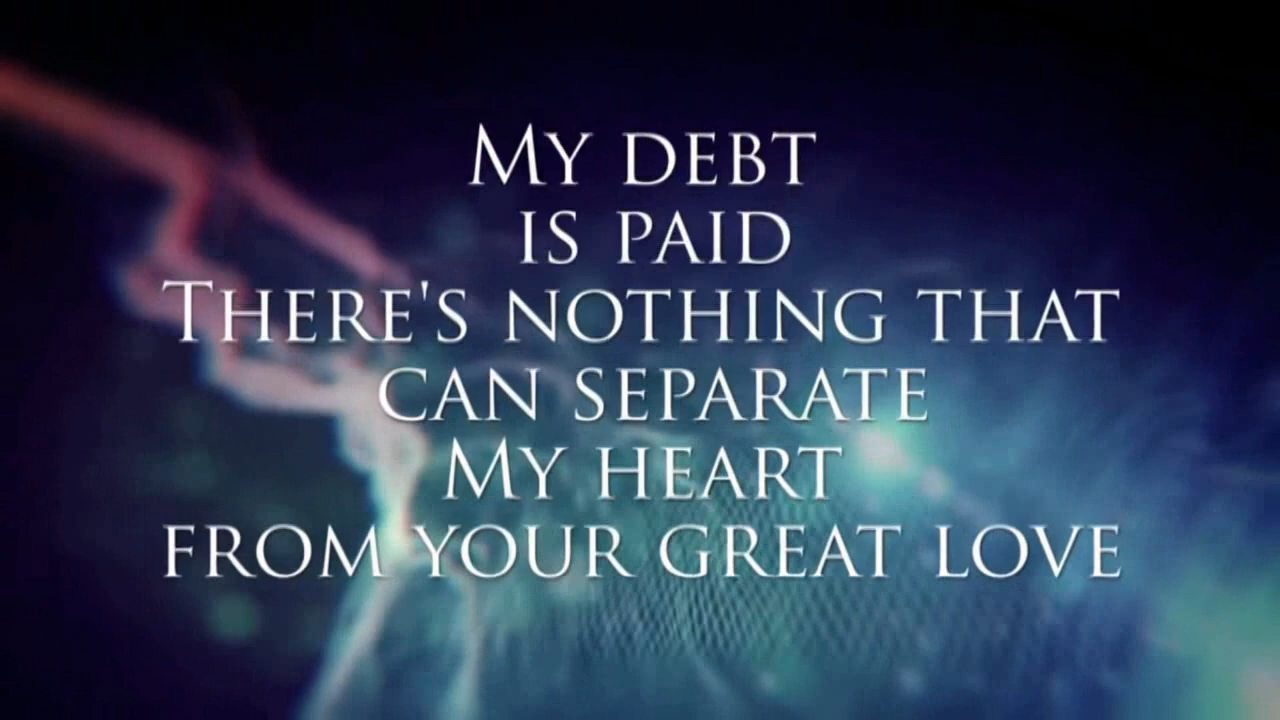 My debt
is paid
There's nothing that
can separate
My heart
from your great love